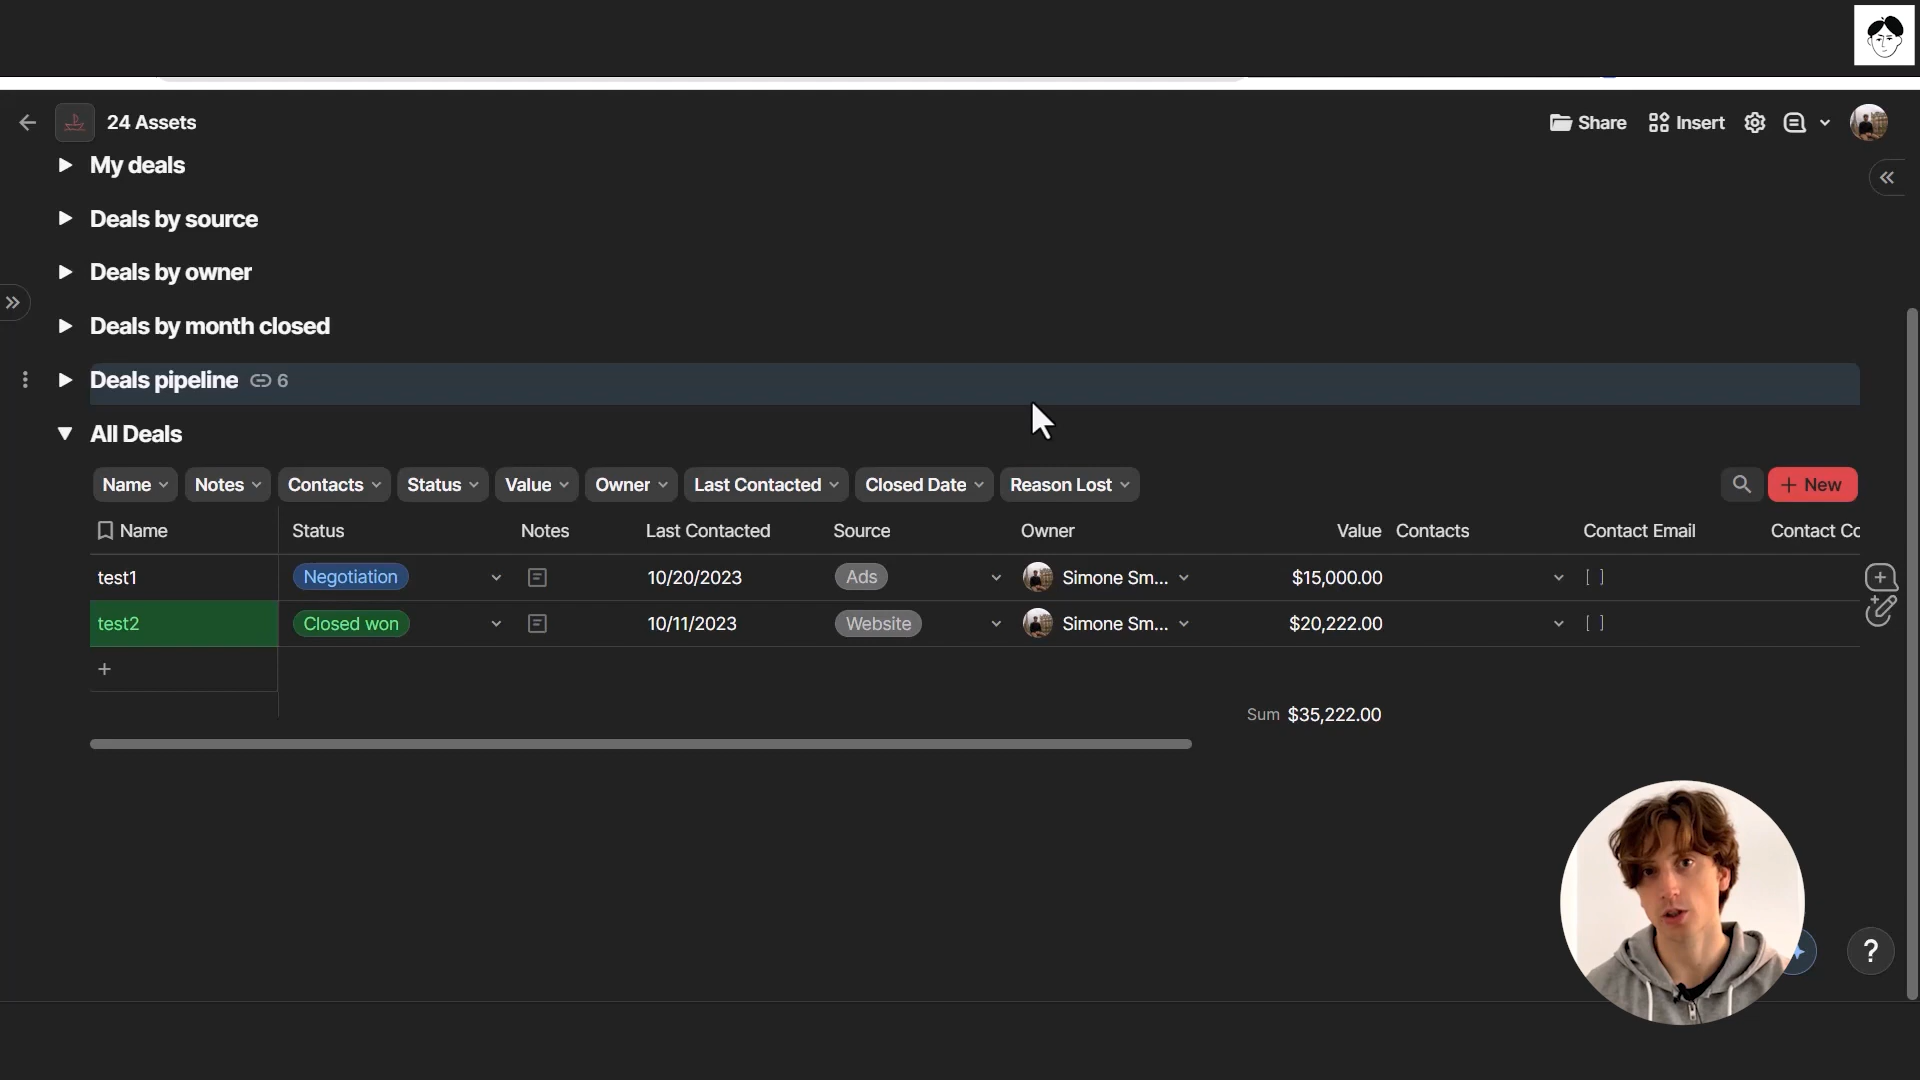 24 Assets
Share
Insert
My deals
Deals by source
Deals by owner
Deals by month closed
Deals pipeline 6
All Deals
Name Notes Contacts Status Value Owner Last Contacted Closed Date Reason Lost
+ New
Name Status Notes Last Contacted Source Owner Value Contacts Contact Email Contact Co
test1 Negotiation 10/20/2023 Ads Simone Sm... $15,000.00 [ ]
test2 Closed won 10/11/2023 Website Simone Sm... $20,222.00 [ ]
+
Sum $35,222.00
?